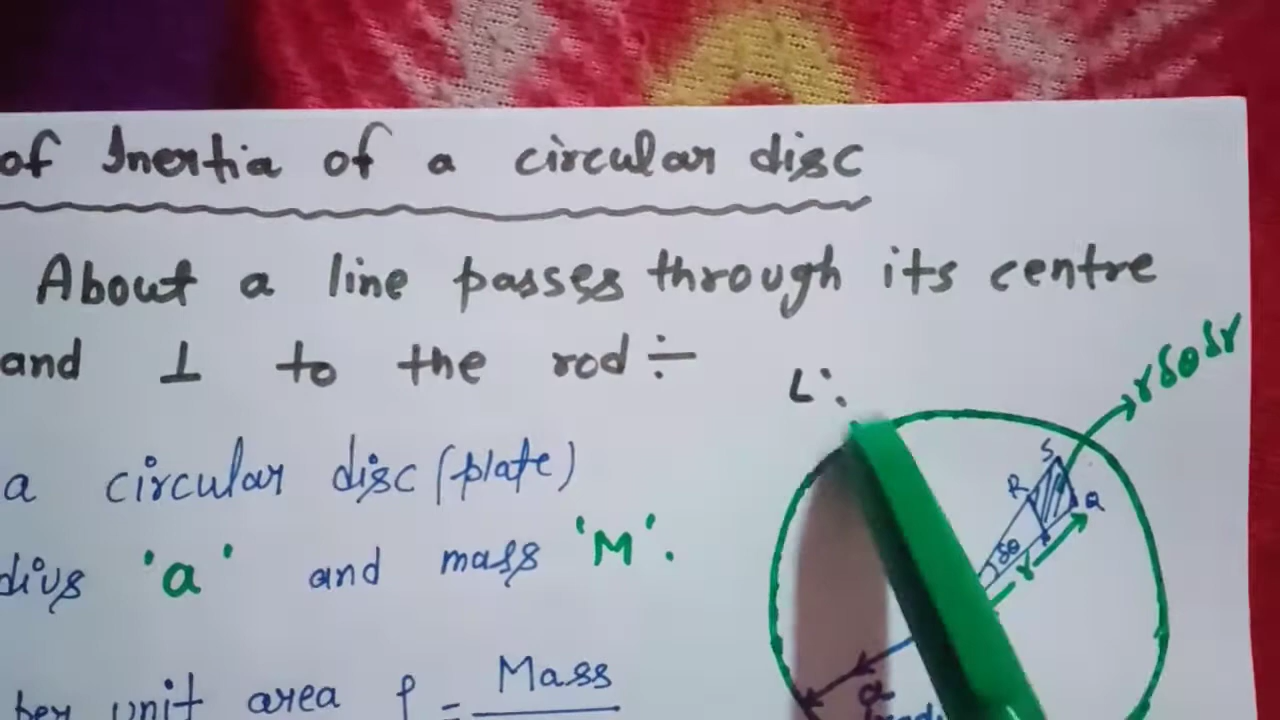 of Inertia of a circular disc
About a line passes through its centre
and ⊥ to the rod ÷
L':
rδθδr
a circular disc (plate)
S
R
Q
δθ
r
'a' and mass 'M'.
a
per unit area ρ = Mass